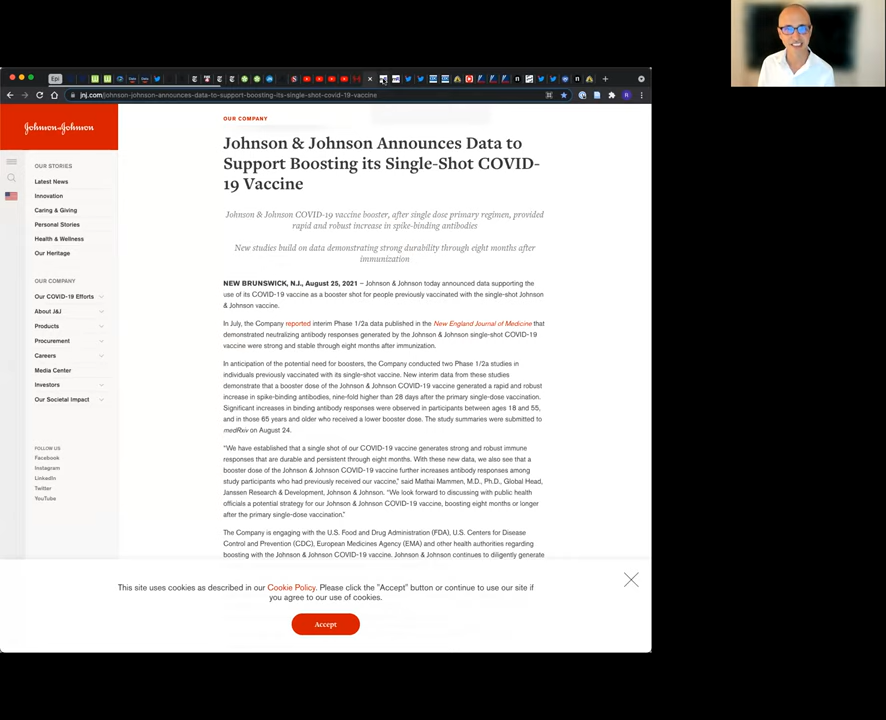 Epi
jnj.com/johnson-johnson-announces-data-to-support-boosting-its-single-shot-covid-19-vaccine
R
Johnson & Johnson
OUR STORIES
Latest News
Innovation
Caring & Giving
Personal Stories
Health & Wellness
Our Heritage
OUR COMPANY
Our COVID-19 Efforts
About J&J
Products
Procurement
Careers
Media Center
Investors
Our Societal Impact
FOLLOW US
Facebook
Instagram
LinkedIn
Twitter
YouTube
OUR COMPANY
Johnson & Johnson Announces Data to
Support Boosting its Single-Shot COVID-
19 Vaccine
Johnson & Johnson COVID-19 vaccine booster, after single dose primary regimen, provided
rapid and robust increase in spike-binding antibodies
New studies build on data demonstrating strong durability through eight months after
immunization
NEW BRUNSWICK, N.J., August 25, 2021 – Johnson & Johnson today announced data supporting the
use of its COVID-19 vaccine as a booster shot for people previously vaccinated with the single-shot Johnson
& Johnson vaccine.
In July, the Company reported interim Phase 1/2a data published in the New England Journal of Medicine that
demonstrated neutralizing antibody responses generated by the Johnson & Johnson single-shot COVID-19
vaccine were strong and stable through eight months after immunization.
In anticipation of the potential need for boosters, the Company conducted two Phase 1/2a studies in
individuals previously vaccinated with its single-shot vaccine. New interim data from these studies
demonstrate that a booster dose of the Johnson & Johnson COVID-19 vaccine generated a rapid and robust
increase in spike-binding antibodies, nine-fold higher than 28 days after the primary single-dose vaccination.
Significant increases in binding antibody responses were observed in participants between ages 18 and 55,
and in those 65 years and older who received a lower booster dose. The study summaries were submitted to
medRxiv on August 24.
“We have established that a single shot of our COVID-19 vaccine generates strong and robust immune
responses that are durable and persistent through eight months. With these new data, we also see that a
booster dose of the Johnson & Johnson COVID-19 vaccine further increases antibody responses among
study participants who had previously received our vaccine,” said Mathai Mammen, M.D., Ph.D., Global Head,
Janssen Research & Development, Johnson & Johnson. “We look forward to discussing with public health
officials a potential strategy for our Johnson & Johnson COVID-19 vaccine, boosting eight months or longer
after the primary single-dose vaccination.”
The Company is engaging with the U.S. Food and Drug Administration (FDA), U.S. Centers for Disease
Control and Prevention (CDC), European Medicines Agency (EMA) and other health authorities regarding
boosting with the Johnson & Johnson COVID-19 vaccine. Johnson & Johnson continues to diligently generate
This site uses cookies as described in our Cookie Policy. Please click the "Accept" button or continue to use our site if
you agree to our use of cookies.
Accept